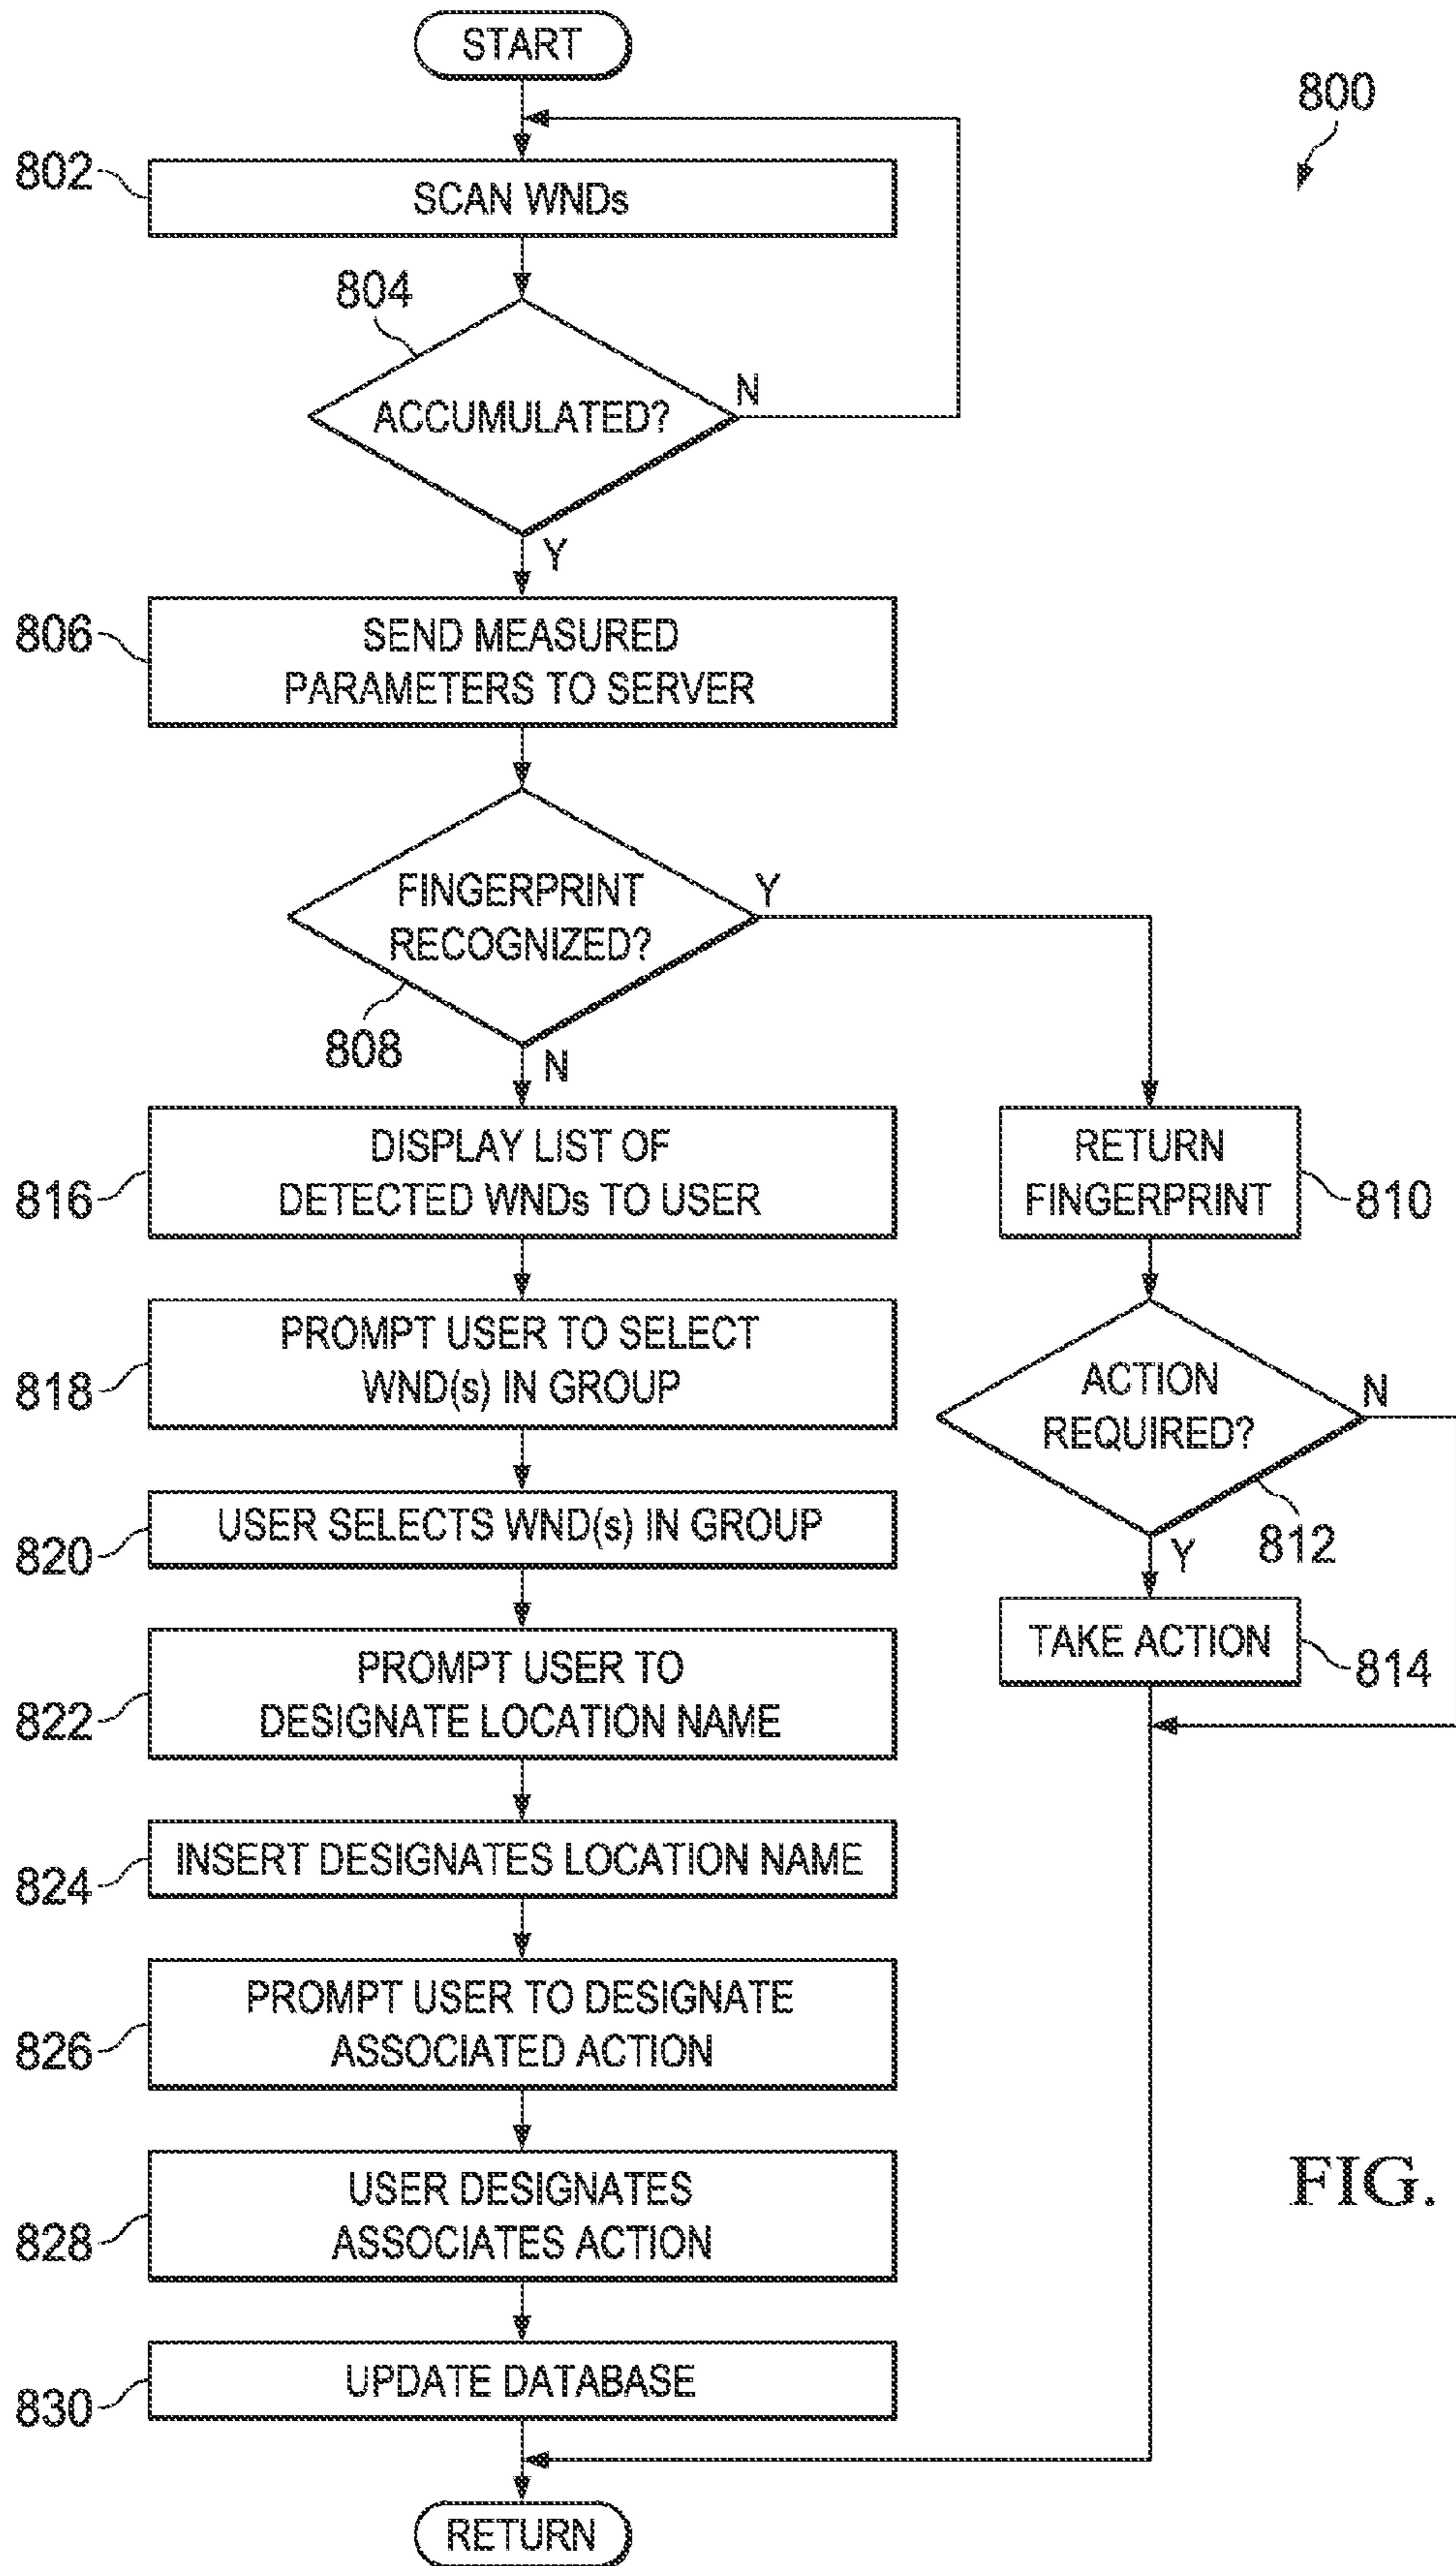 START
800
802
SCAN WNDs
804
ACCUMULATED?
N
Y
806
SEND MEASURED
PARAMETERS TO SERVER
FINGERPRINT
RECOGNIZED?
Y
808
N
816
DISPLAY LIST OF
DETECTED WNDs TO USER
RETURN
FINGERPRINT
810
818
PROMPT USER TO SELECT
WND(s) IN GROUP
ACTION
REQUIRED?
N
812
Y
820
USER SELECTS WND(s) IN GROUP
TAKE ACTION
814
822
PROMPT USER TO
DESIGNATE LOCATION NAME
824
INSERT DESIGNATES LOCATION NAME
826
PROMPT USER TO DESIGNATE
ASSOCIATED ACTION
828
USER DESIGNATES
ASSOCIATES ACTION
FIG.
830
UPDATE DATABASE
RETURN